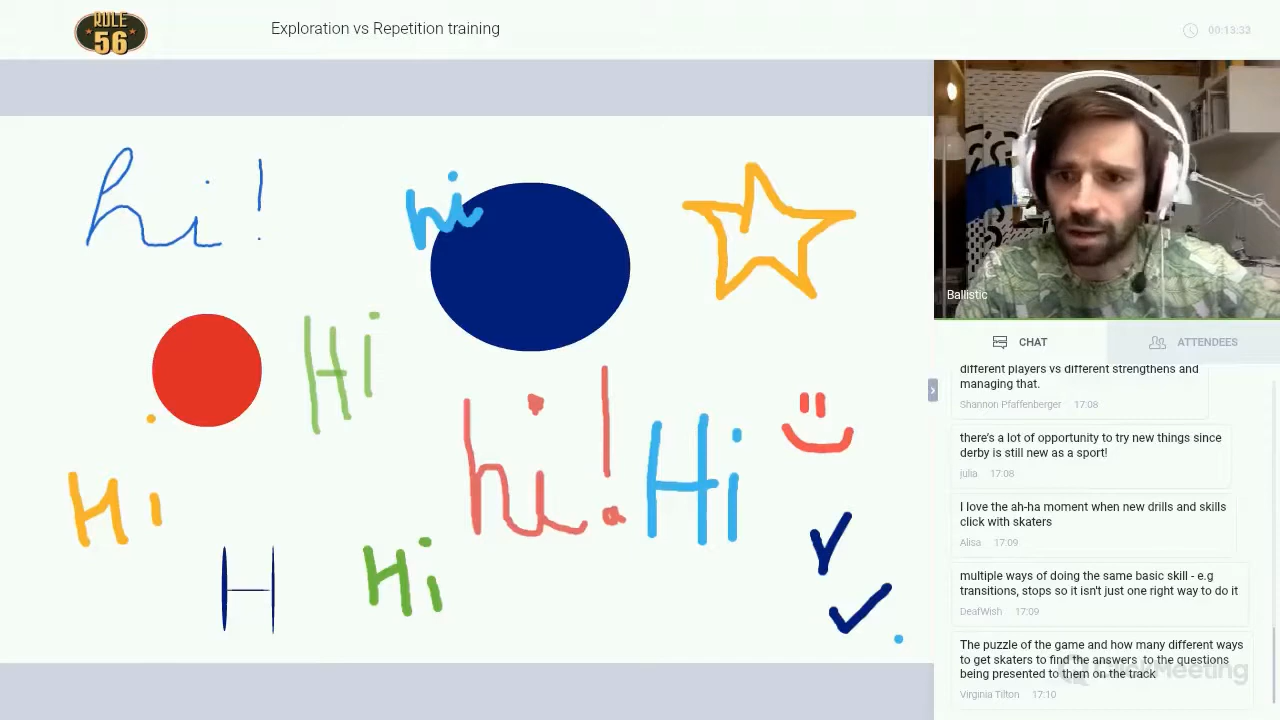 RULE
56
Exploration vs Repetition training
00:13:33
hi!
hi
Hi
hi!
Hi
Hi
H
Hi
Ballistic
CHAT
ATTENDEES
different players vs different strengthens and
managing that.
Shannon Pfaffenberger 17:08
there's a lot of opportunity to try new things since
derby is still new as a sport!
julia 17:08
I love the ah-ha moment when new drills and skills
click with skaters
Alisa 17:09
multiple ways of doing the same basic skill - e.g
transitions, stops so it isn't just one right way to do it
DeafWish 17:09
The puzzle of the game and how many different ways
to get skaters to find the answers to the questions
being presented to them on the track
Virginia Tilton 17:10
ClickMeeting